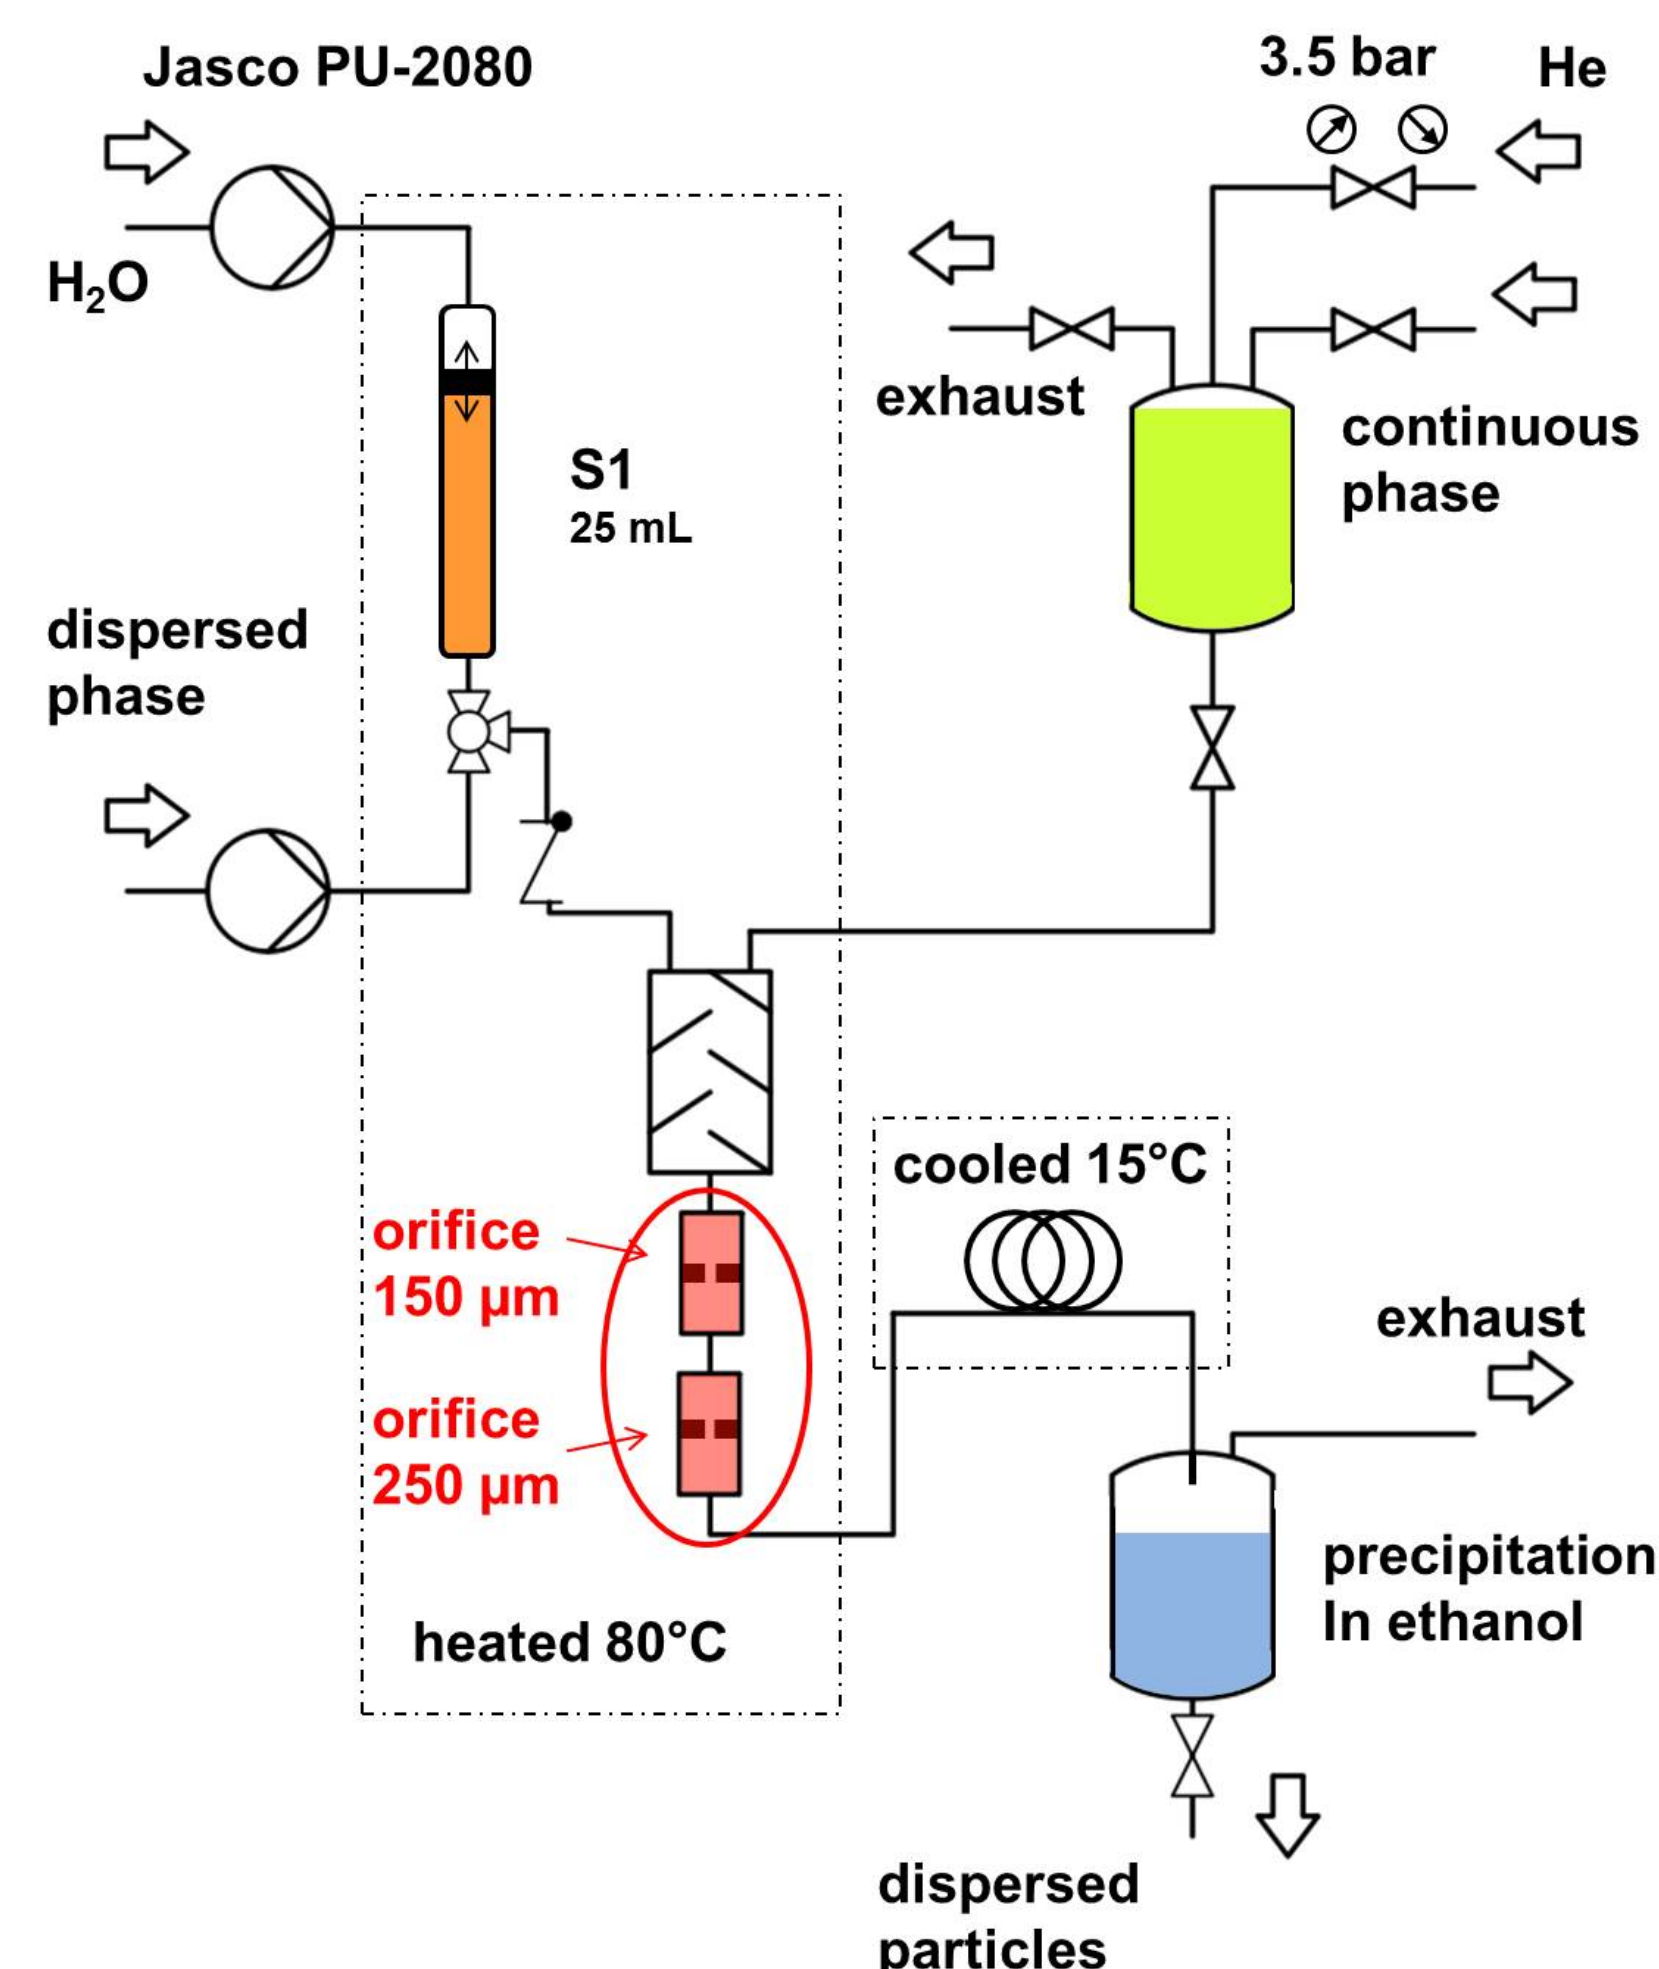 Jasco PU-2080
3.5 bar
He
H₂O
exhaust
continuous
phase
S1
25 mL
dispersed
phase
cooled 15°C
orifice
150 µm
exhaust
orifice
250 µm
precipitation
In ethanol
heated 80°C
dispersed
particles